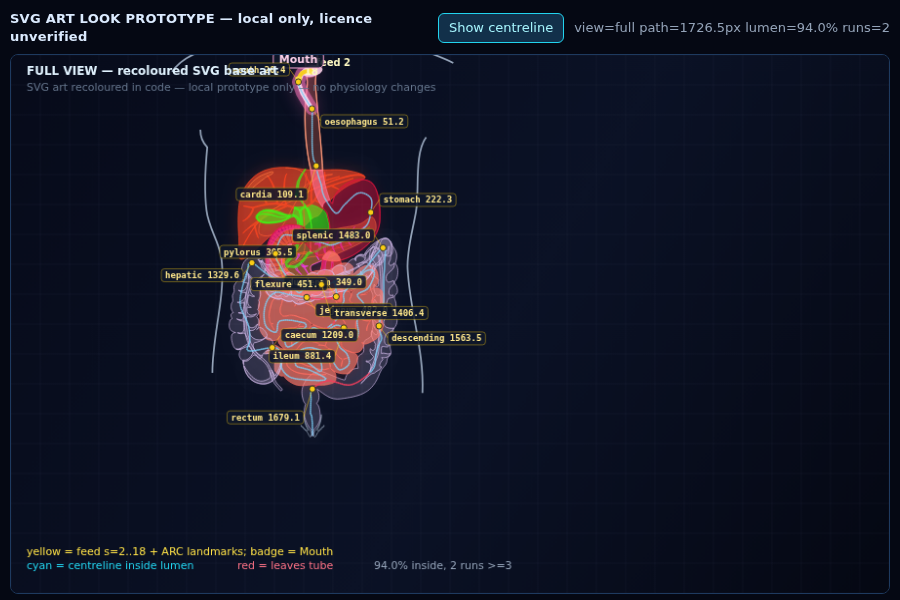 SVG ART LOOK PROTOTYPE — local only, licence
unverified
Show centreline
view=full path=1726.5px lumen=94.0% runs=2
Mouth
FULL VIEW — recoloured SVG base art
SVG art recoloured in code — local prototype only no physiology changes
oesophagus 51.2
cardia 109.1
stomach 222.3
splenic 1483.0
pylorus
hepatic 1329.6
349.0
transverse 1406.4
caecum 1209.0
descending 1563.5
ileum 881.4
rectum 1679.1
yellow = feed s=2..18 + ARC landmarks; badge = Mouth
cyan = centreline inside lumen
red = leaves tube
94.0% inside, 2 runs >=3